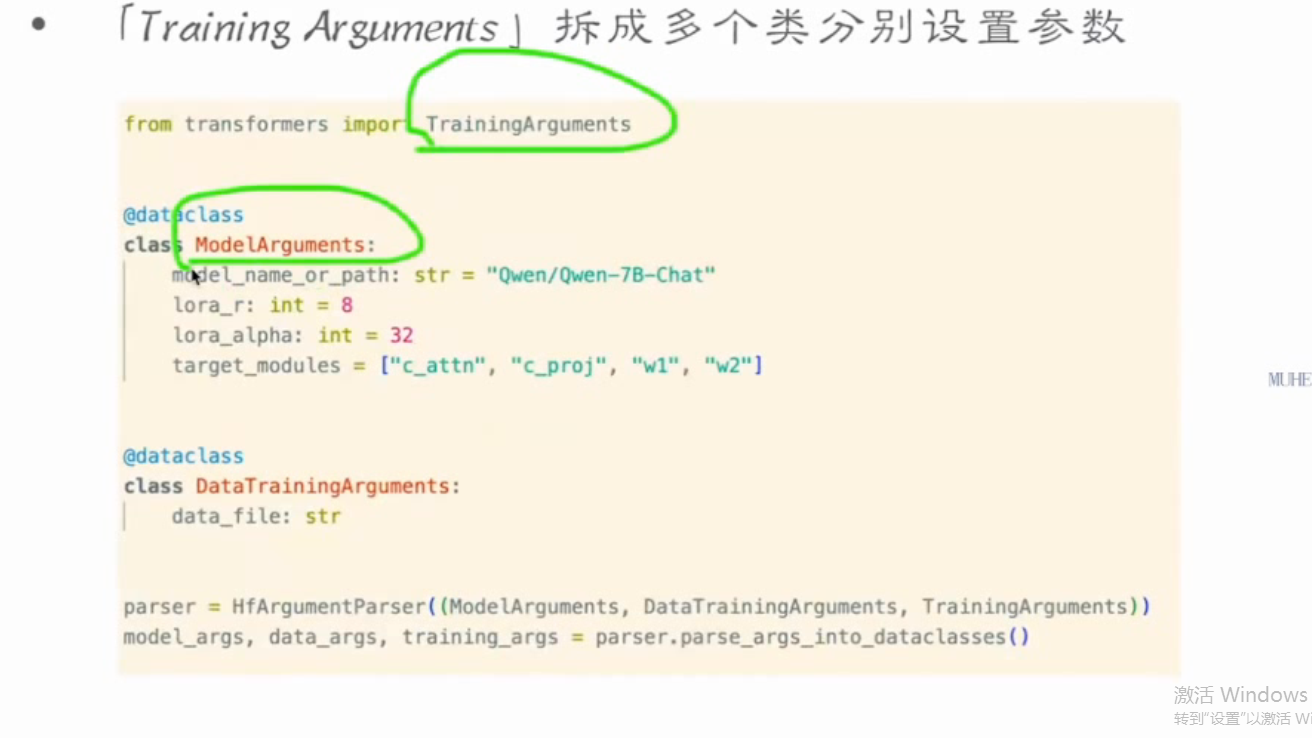 • 「Training Arguments」拆成多个类分别设置参数
from transformers import TrainingArguments
@dataclass
class ModelArguments:
model_name_or_path: str = "Qwen/Qwen-7B-Chat"
lora_r: int = 8
lora_alpha: int = 32
target_modules = ["c_attn", "c_proj", "w1", "w2"]
MUHE
@dataclass
class DataTrainingArguments:
data_file: str
parser = HfArgumentParser((ModelArguments, DataTrainingArguments, TrainingArguments))
model_args, data_args, training_args = parser.parse_args_into_dataclasses()
激活 Windows
转到"设置"以激活 Wi